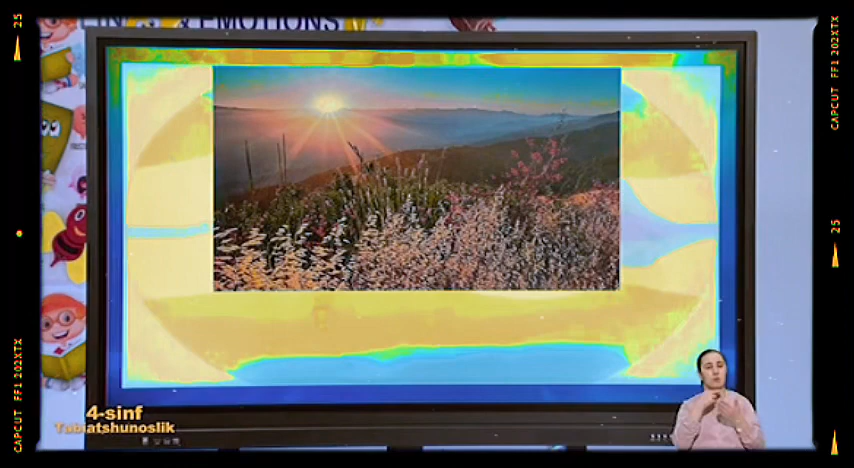 & EMOTIONS
25
CAPCUT FF1 202XTX
CAPCUT FF1 202XTX
25
4-sinf
Tabiatshunoslik